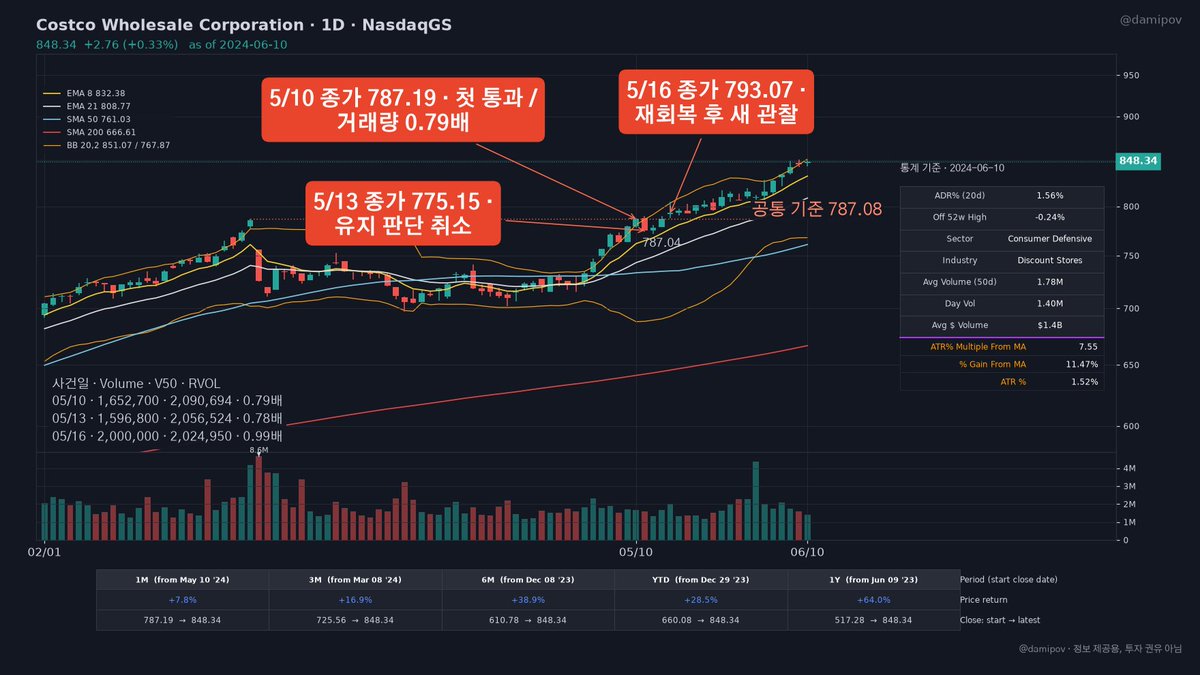 Costco Wholesale Corporation · 1D · NasdaqGS
@damipov
848.34 +2.76 (+0.33%) as of 2024-06-10
EMA 8 832.38
EMA 21 808.77
SMA 50 761.03
SMA 200 666.61
BB 20,2 851.07 / 767.87
5/10 종가 787.19 · 첫 통과 /
거래량 0.79배
5/16 종가 793.07 ·
재회복 후 새 관찰
5/13 종가 775.15 ·
유지 판단 취소
공통 기준 787.08
787.04
950
900
848.34
800
750
700
650
600
통계 기준 · 2024-06-10
ADR% (20d) 1.56%
Off 52w High -0.24%
Sector Consumer Defensive
Industry Discount Stores
Avg Volume (50d) 1.78M
Day Vol 1.40M
Avg $ Volume $1.4B
ATR% Multiple From MA 7.55
% Gain From MA 11.47%
ATR % 1.52%
사건일 · Volume · V50 · RVOL
05/10 · 1,652,700 · 2,090,694 · 0.79배
05/13 · 1,596,800 · 2,056,524 · 0.78배
05/16 · 2,000,000 · 2,024,950 · 0.99배
4M
3M
2M
1M
0
02/01 05/10 06/10
1M (from May 10 '24) 3M (from Mar 08 '24) 6M (from Dec 08 '23) YTD (from Dec 29 '23) 1Y (from Jun 09 '23) Period (start close date)
+7.8% +16.9% +38.9% +28.5% +64.0% Price return
787.19 → 848.34 725.56 → 848.34 610.78 → 848.34 660.08 → 848.34 517.28 → 848.34 Close: start → latest
@damipov · 정보 제공용, 투자 권유 아님